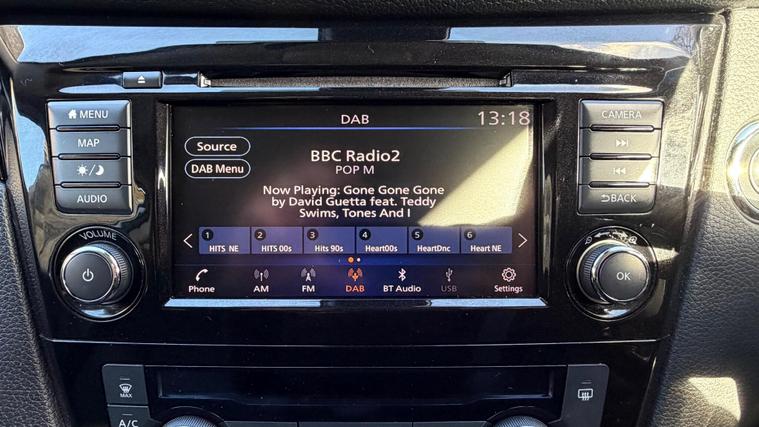 DAB 13:18
MENU
MAP
AUDIO
VOLUME
CAMERA
BACK
OK
Source
DAB Menu
BBC Radio2
POP M
Now Playing: Gone Gone Gone
by David Guetta feat. Teddy
Swims, Tones And I
1 HITS NE
2 HITS 00s
3 Hits 90s
4 Heart00s
5 HeartDnc
6 Heart NE
Phone AM FM DAB BT Audio USB Settings
MAX
A/C